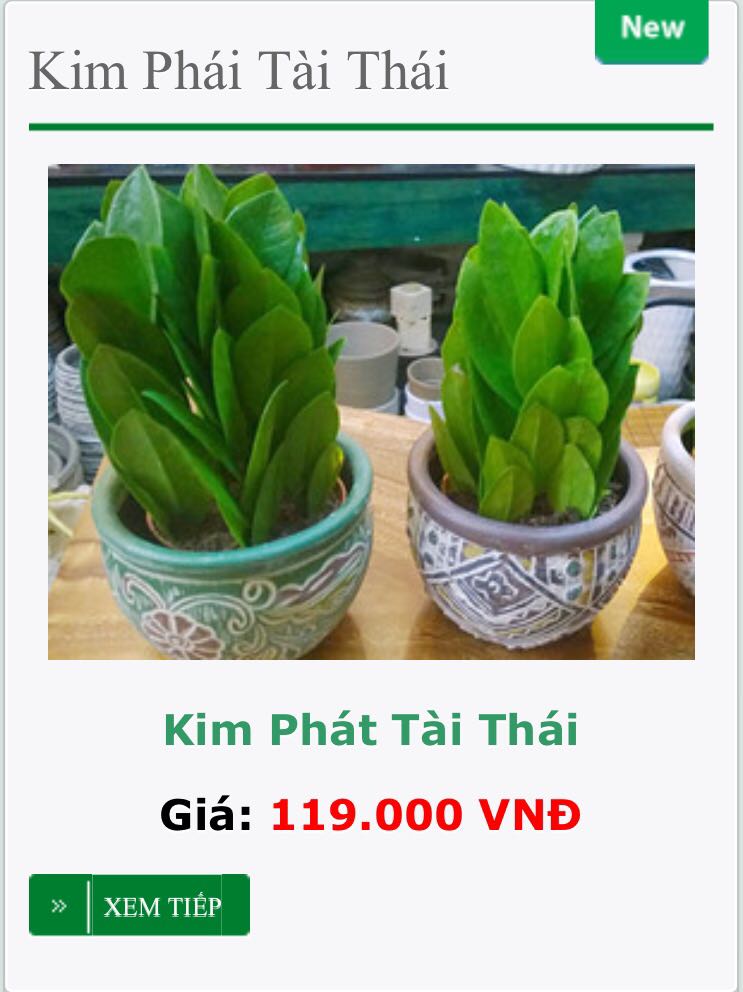 New
Kim Phái Tài Thái
Kim Phát Tài Thái
Giá: 119.000 VNĐ
» XEM TIẾP